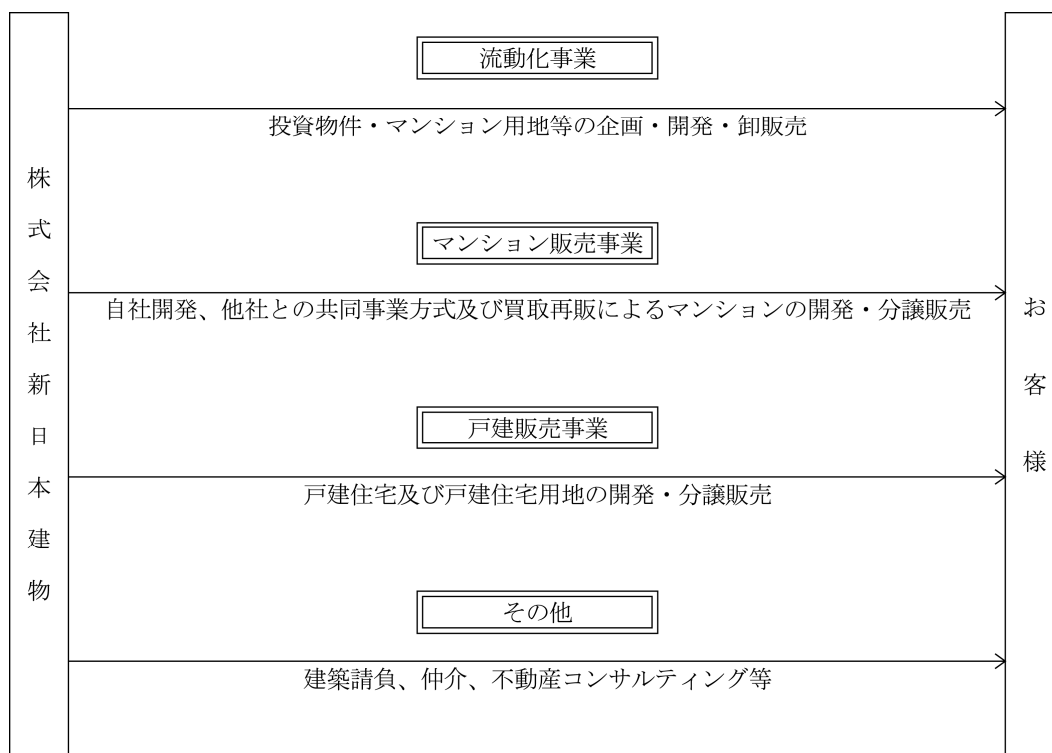 株式会社新日本建物
流動化事業
投資物件・マンション用地等の企画・開発・卸販売
マンション販売事業
自社開発、他社との共同事業方式及び買取再販によるマンションの開発・分譲販売
戸建販売事業
戸建住宅及び戸建住宅用地の開発・分譲販売
その他
建築請負、仲介、不動産コンサルティング等
お客様